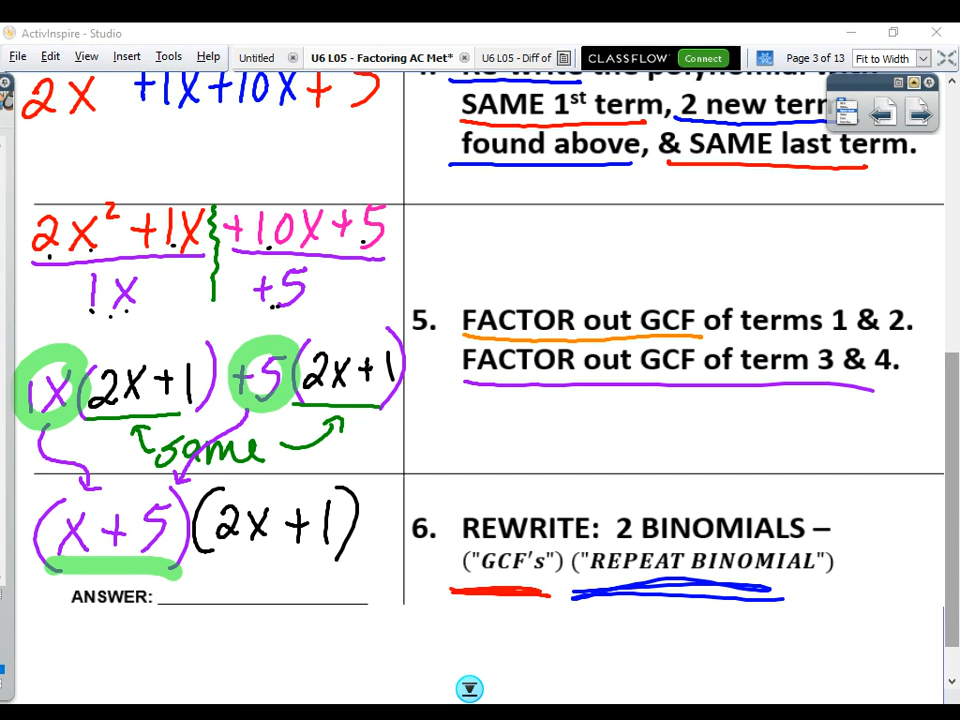 ActivInspire - Studio
File Edit View Insert Tools Help Untitled U6 L05 - Factoring AC Met* U6 L05 - Diff of CLASSFLOW Connect Page 3 of 13 Fit to Width
2x +1x+10x+5
SAME 1st term, 2 new term
found above, & SAME last term.
2x² +1x +10x+5
1x +5
5. FACTOR out GCF of terms 1 & 2.
FACTOR out GCF of term 3 & 4.
1x(2x+1) +5(2x+1)
same
(x+5)(2x+1)
6. REWRITE: 2 BINOMIALS –
("GCF's") ("REPEAT BINOMIAL")
ANSWER: ____________________